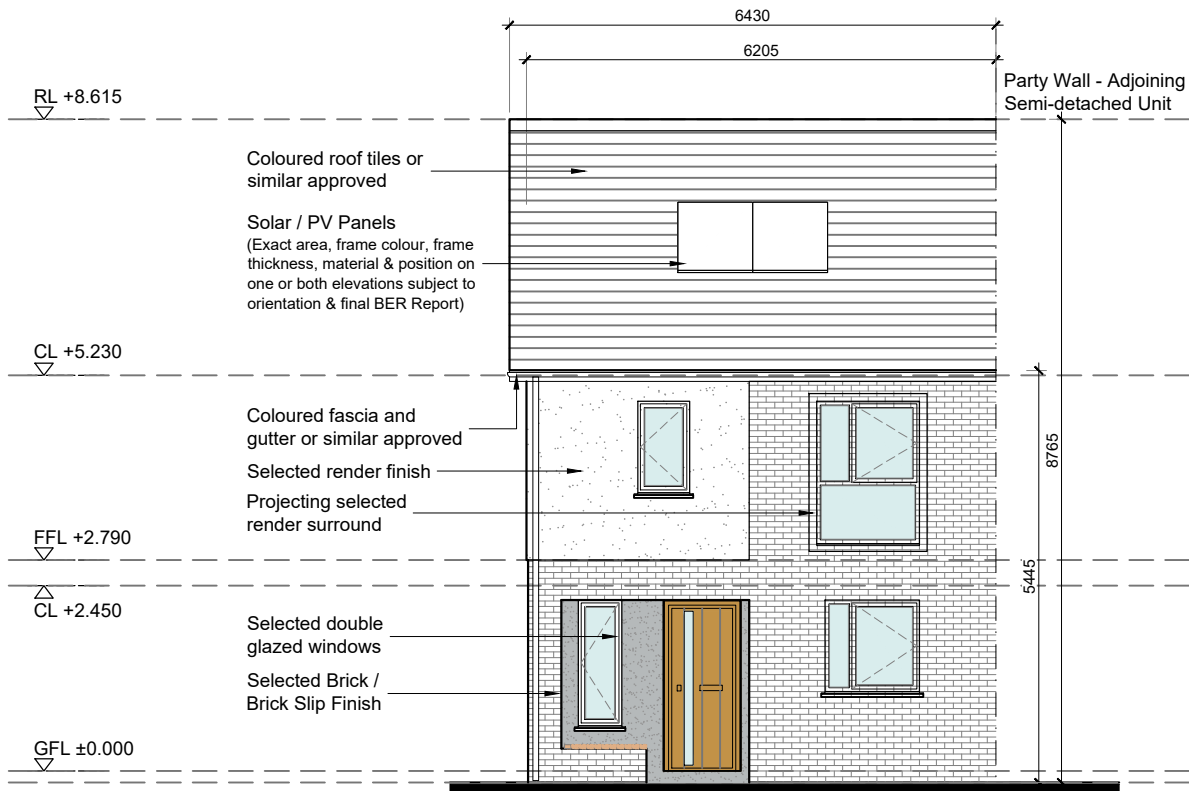 6430
6205
Party Wall - Adjoining
Semi-detached Unit
RL +8.615
Coloured roof tiles or
similar approved
Solar / PV Panels
(Exact area, frame colour, frame
thickness, material & position on
one or both elevations subject to
orientation & final BER Report)
CL +5.230
Coloured fascia and
gutter or similar approved
Selected render finish
Projecting selected
render surround
8765
FFL +2.790
5445
CL +2.450
Selected double
glazed windows
Selected Brick /
Brick Slip Finish
GFL ±0.000